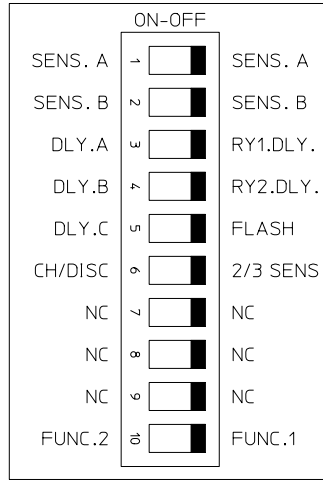 ON-OFF
SENS. A 1 SENS. A
SENS. B 2 SENS. B
DLY.A 3 RY1.DLY.
DLY.B 4 RY2.DLY.
DLY.C 5 FLASH
CH/DISC 6 2/3 SENS
NC 7 NC
NC 8 NC
NC 9 NC
FUNC.2 10 FUNC.1